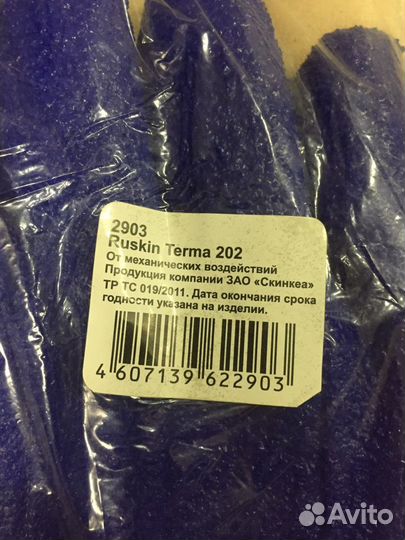 2903
Ruskin Terma 202
От механических воздействий
Продукция компании ЗАО «Скинкеа»
ТР ТС 019/2011. Дата окончания срока
годности указана на изделии.
4 607139 622903
Avito